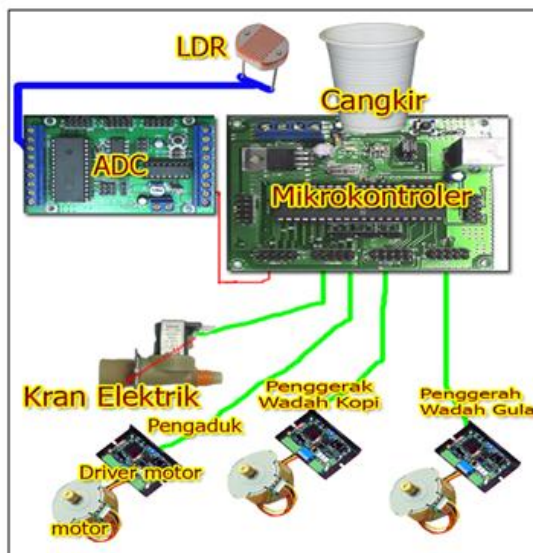 LDR
Cangkir
ADC
Mikrokontroler
Kran Elektrik
Pengaduk
Penggerak
Wadah Kopi
Penggerah
Wadah Gula
Driver motor
motor